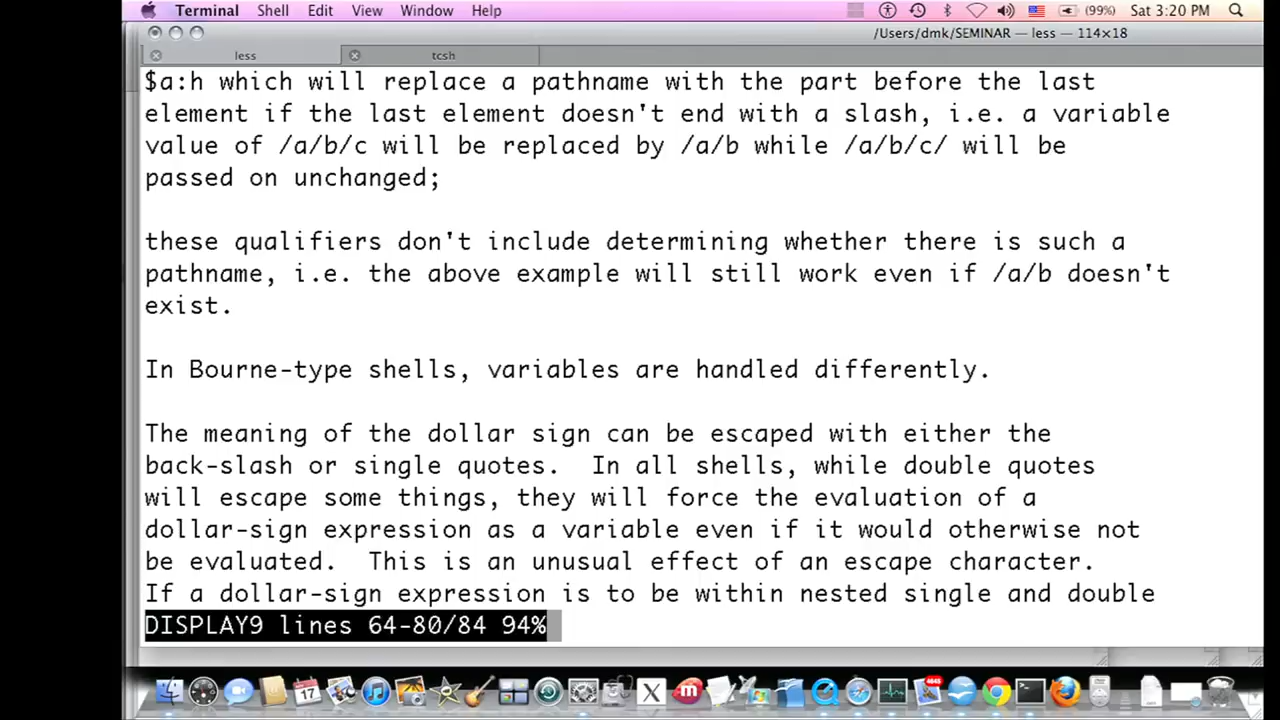 Terminal Shell Edit View Window Help (99%) Sat 3:20 PM
/Users/dmk/SEMINAR — less — 114×18
less tcsh
$a:h which will replace a pathname with the part before the last
element if the last element doesn't end with a slash, i.e. a variable
value of /a/b/c will be replaced by /a/b while /a/b/c/ will be
passed on unchanged;
these qualifiers don't include determining whether there is such a
pathname, i.e. the above example will still work even if /a/b doesn't
exist.
In Bourne-type shells, variables are handled differently.
The meaning of the dollar sign can be escaped with either the
back-slash or single quotes.  In all shells, while double quotes
will escape some things, they will force the evaluation of a
dollar-sign expression as a variable even if it would otherwise not
be evaluated.  This is an unusual effect of an escape character.
If a dollar-sign expression is to be within nested single and double
DISPLAY9 lines 64-80/84 94%
17